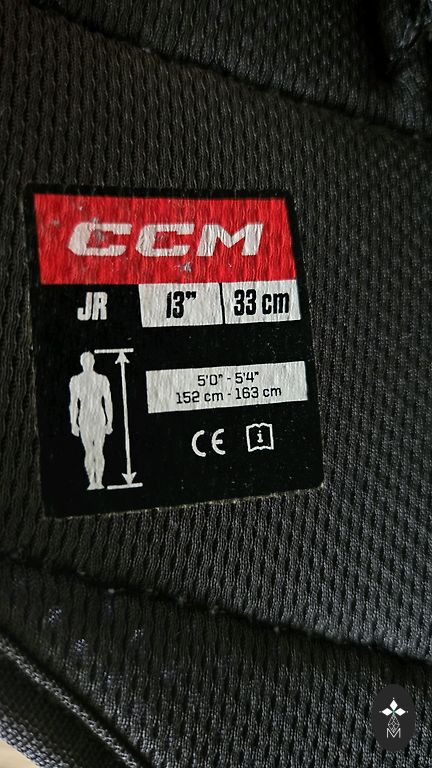 CCM
JR 13" 33 cm
5'0" - 5'4"
152 cm - 163 cm
CE i
M